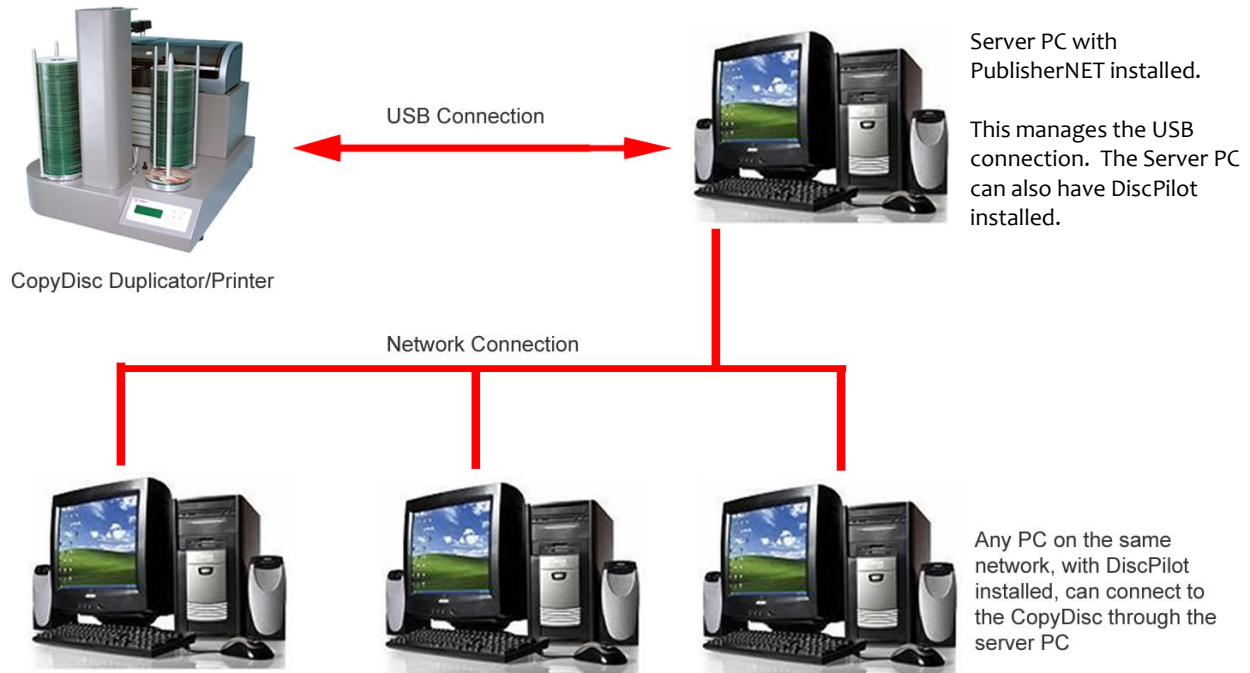 Server PC with
PublisherNET installed.
USB Connection
This manages the USB
connection. The Server PC
can also have DiscPilot
installed.
CopyDisc Duplicator/Printer
Network Connection
Any PC on the same
network, with DiscPilot
installed, can connect to
the CopyDisc through the
server PC